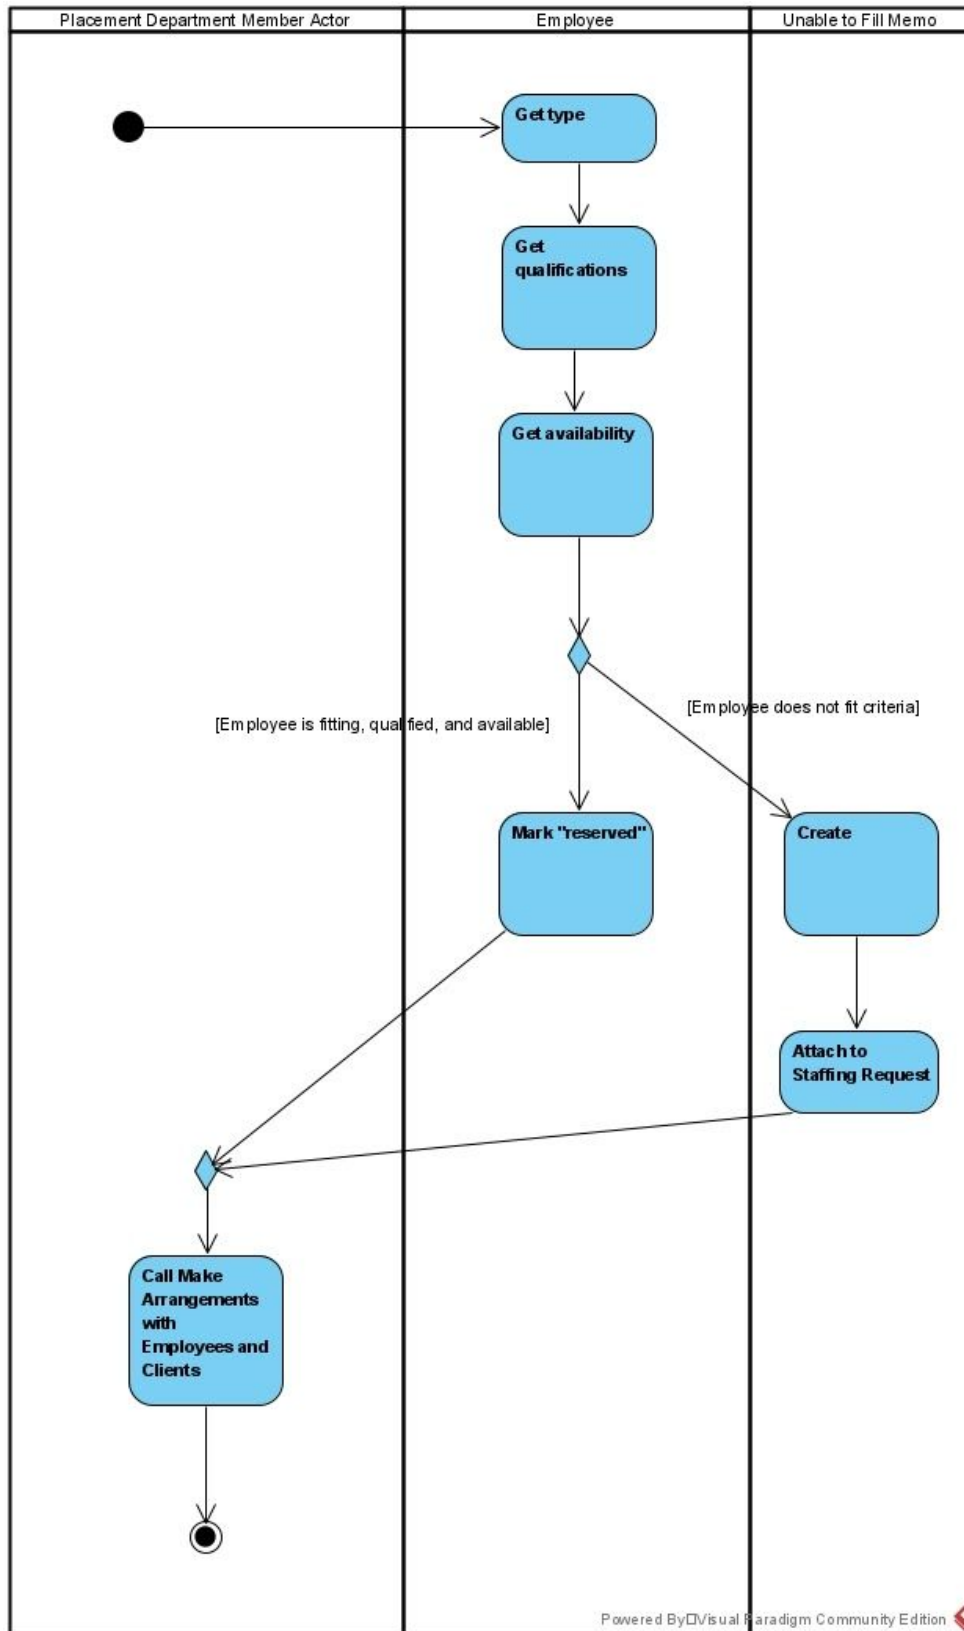 Placement Department Member Actor
Employee
Unable to Fill Memo
Get type
Get
qualifications
Get availability
[Employee is fitting, qualified, and available]
[Employee does not fit criteria]
Mark "reserved"
Create
Attach to
Staffing Request
Call Make
Arrangements
with
Employees and
Clients
Powered By□Visual Paradigm Community Edition